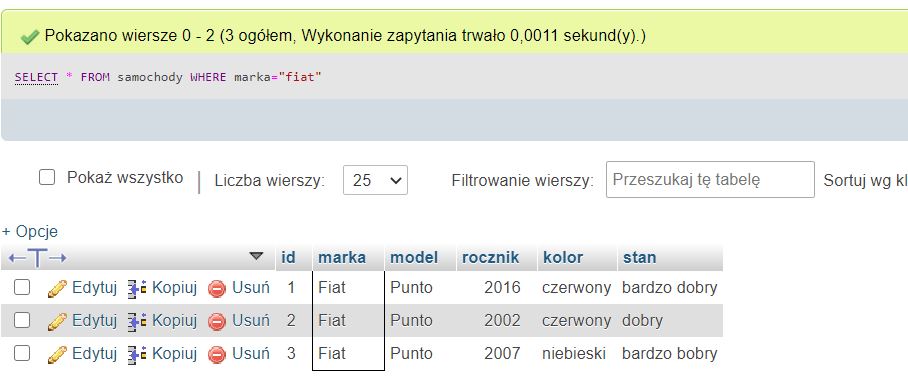 Pokazano wiersze 0 - 2 (3 ogółem, Wykonanie zapytania trwało 0,0011 sekund(y).)
SELECT * FROM samochody WHERE marka="fiat"
Pokaż wszystko | Liczba wierszy: 25 Filtrowanie wierszy: Przeszukaj tę tabelę Sortuj wg kl
+ Opcje
←T→ id marka model rocznik kolor stan
Edytuj Kopiuj Usuń 1 Fiat Punto 2016 czerwony bardzo dobry
Edytuj Kopiuj Usuń 2 Fiat Punto 2002 czerwony dobry
Edytuj Kopiuj Usuń 3 Fiat Punto 2007 niebieski bardzo bobry